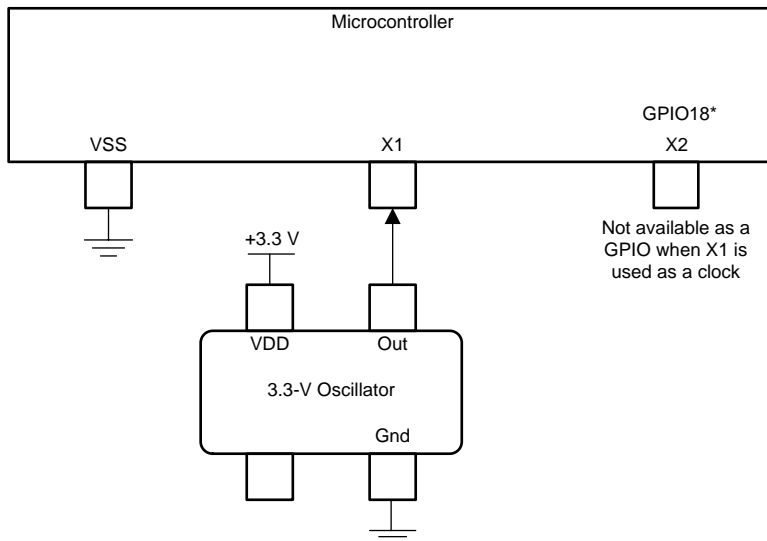 Microcontroller
GPIO18*
VSS
X1
X2
+3.3 V
Not available as a
GPIO when X1 is
used as a clock
VDD
Out
3.3-V Oscillator
Gnd